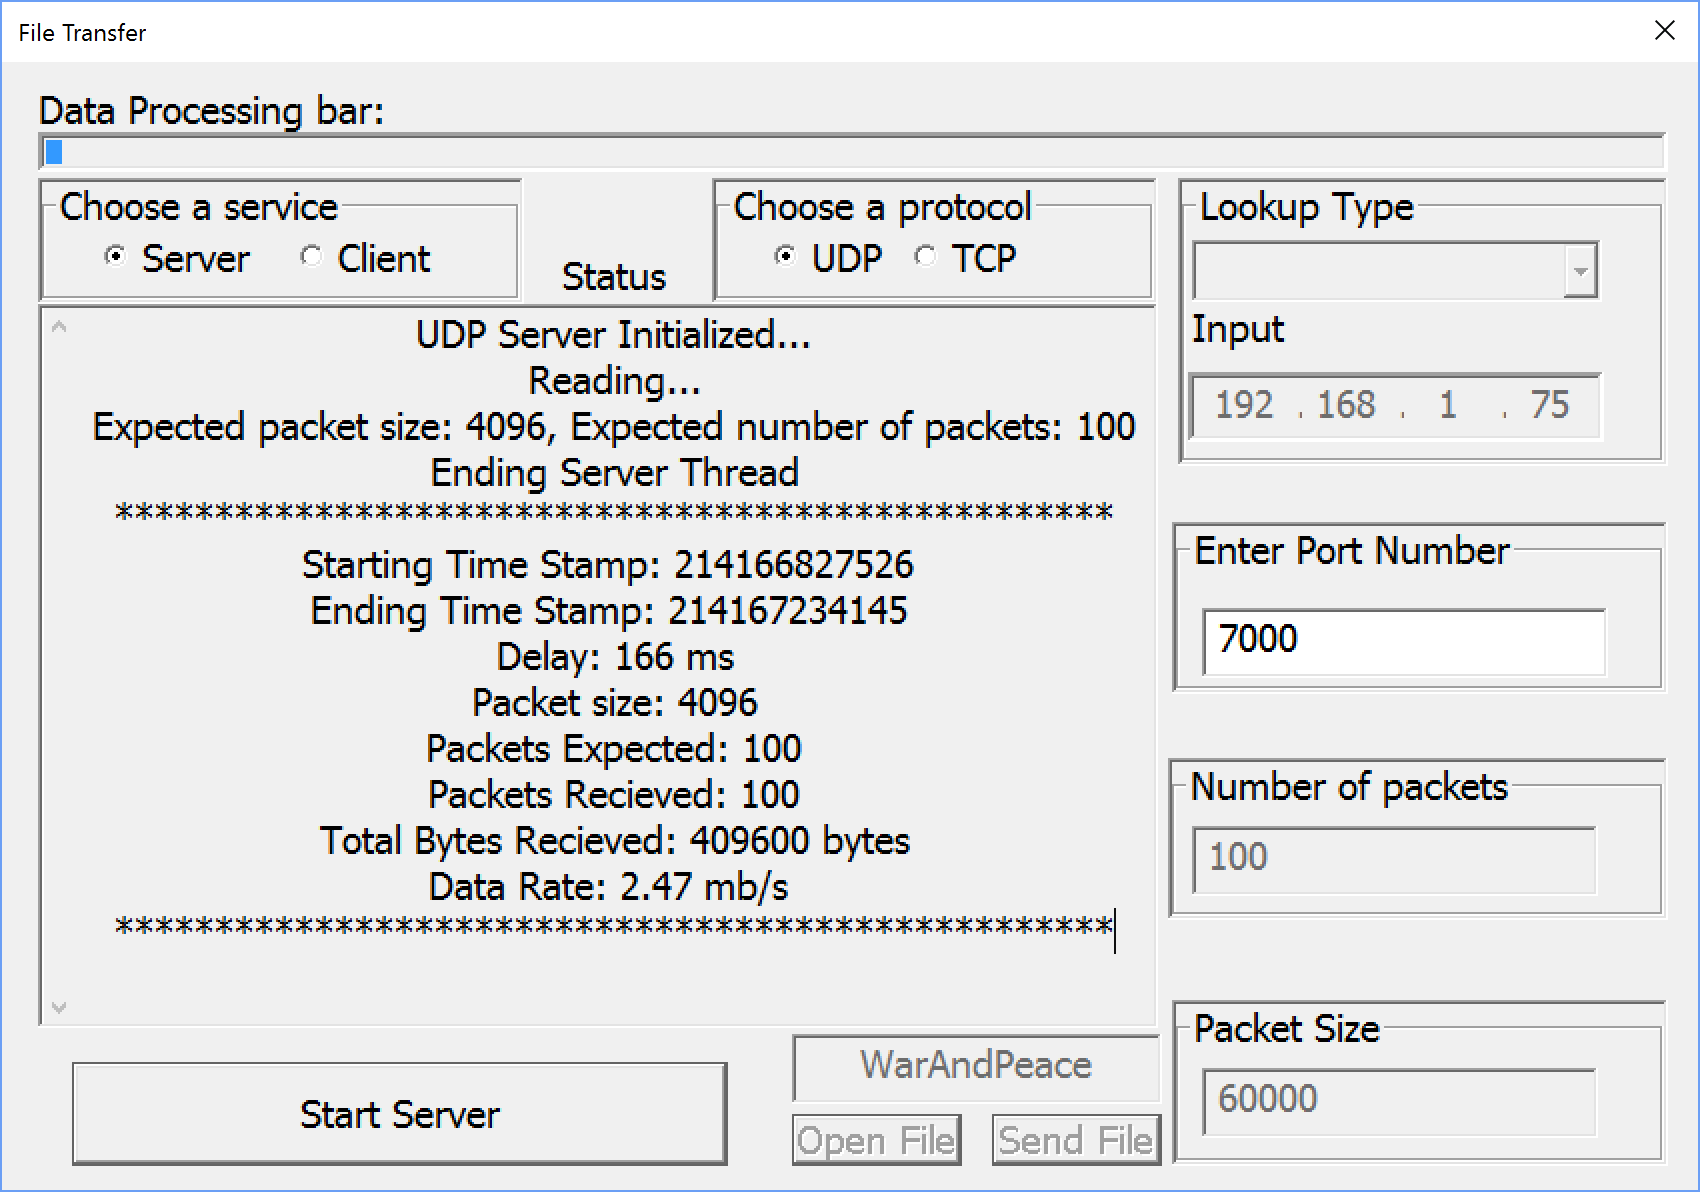 File Transfer
Data Processing bar:
Choose a service
Server Client
Status
Choose a protocol
UDP TCP
Lookup Type
Input
192 . 168 . 1 . 75
UDP Server Initialized...
Reading...
Expected packet size: 4096, Expected number of packets: 100
Ending Server Thread
**************************************************
Starting Time Stamp: 214166827526
Ending Time Stamp: 214167234145
Delay: 166 ms
Packet size: 4096
Packets Expected: 100
Packets Recieved: 100
Total Bytes Recieved: 409600 bytes
Data Rate: 2.47 mb/s
**************************************************
Enter Port Number
7000
Number of packets
100
Packet Size
60000
Start Server
WarAndPeace
Open File Send File